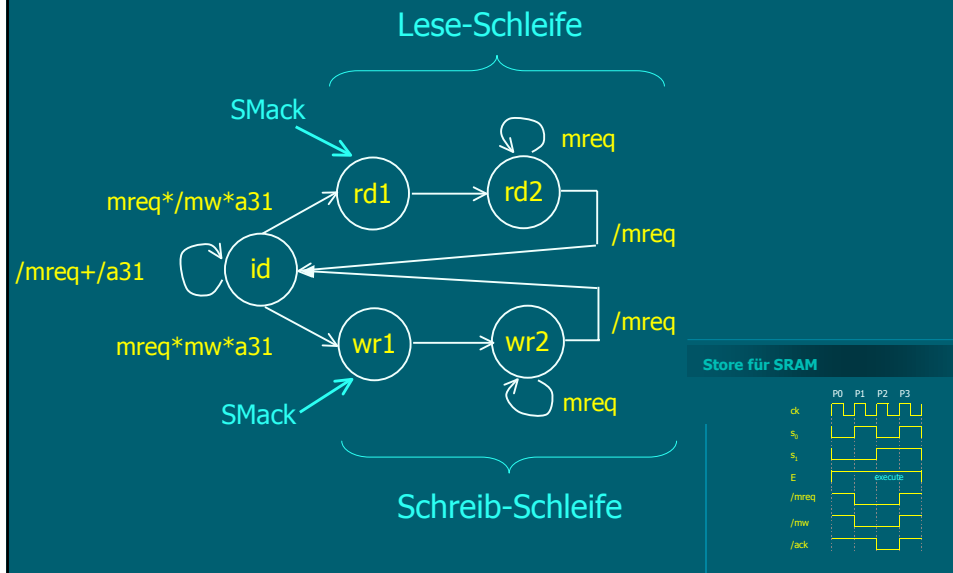 Lese-Schleife
SMack
mreq
rd1
rd2
mreq*/mw*a31
/mreq
/mreq+/a31
id
/mreq
mreq*mw*a31
wr1
wr2
mreq
SMack
Schreib-Schleife
Store für SRAM
P0 P1 P2 P3
ck
s0
s1
E execute
/mreq
/mw
/ack